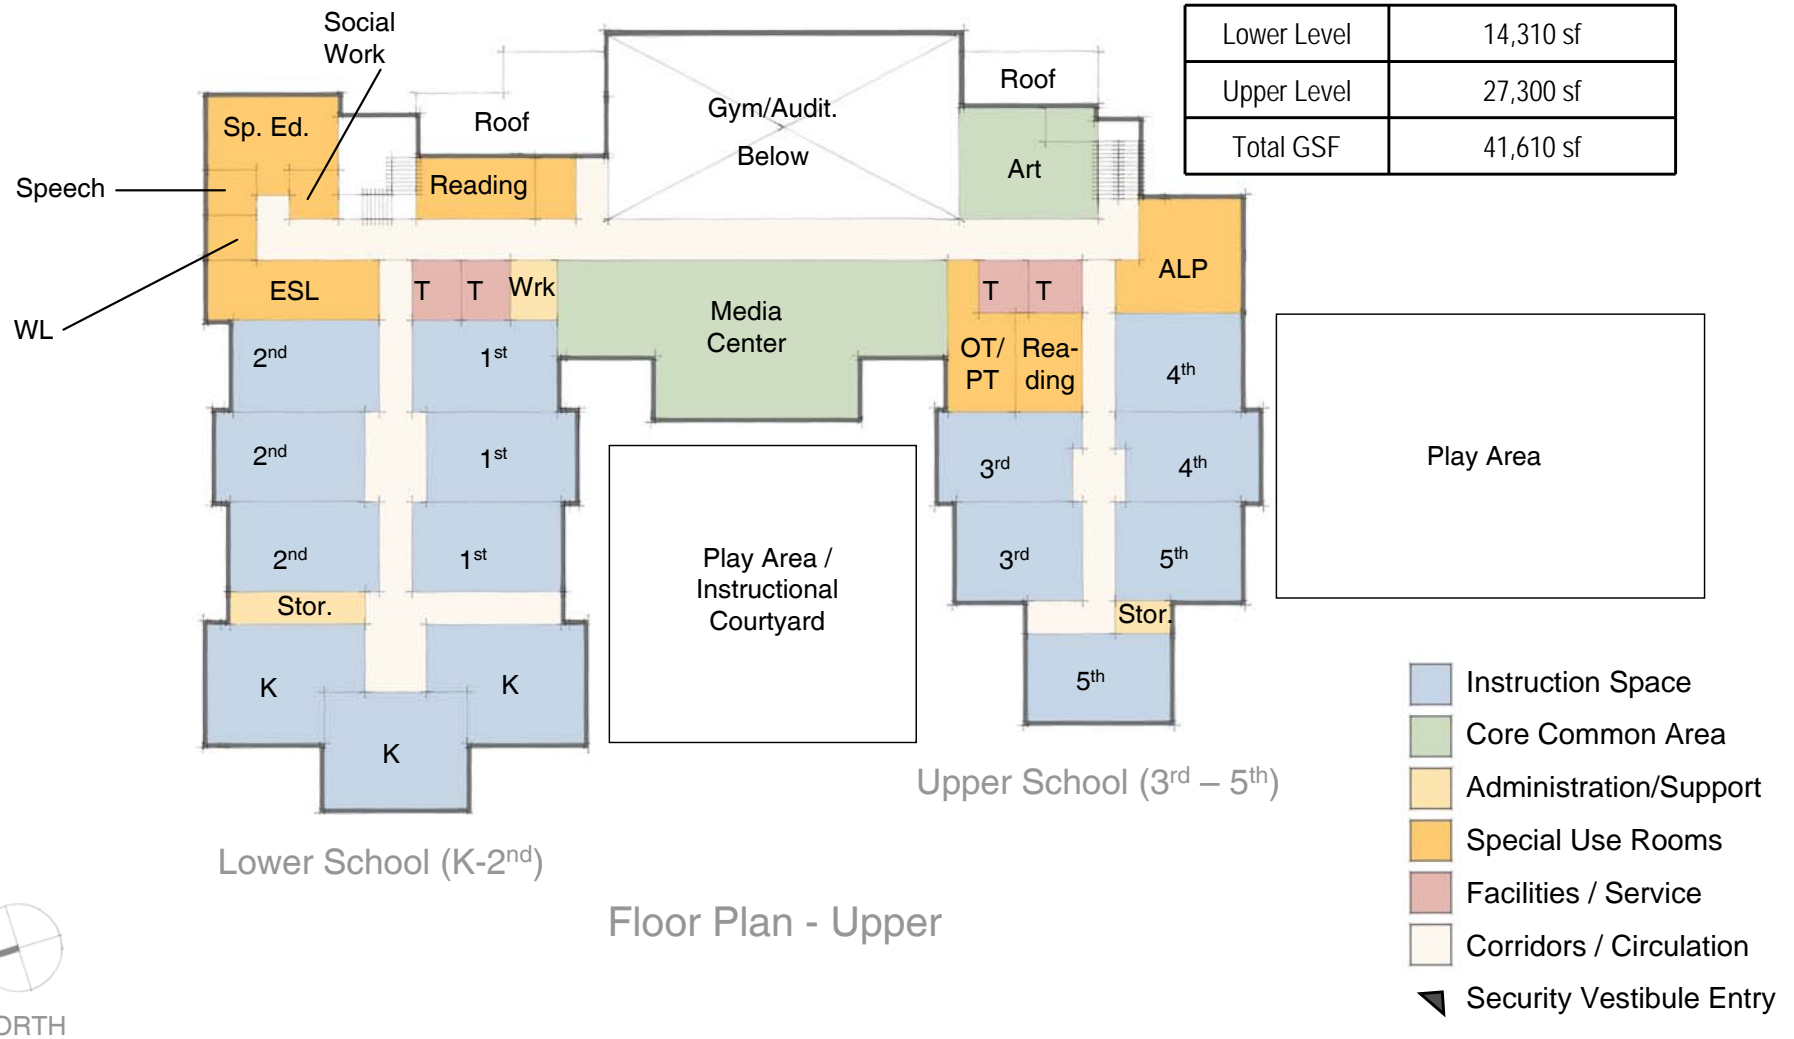 Social
Work
Lower Level 14,310 sf
Upper Level 27,300 sf
Total GSF 41,610 sf
Roof
Roof
Gym/Audit.
Below
Sp. Ed.
Art
Speech
Reading
WL
ESL
T
T
Wrk
Media
Center
T
T
ALP
OT/
PT
Rea-
ding
2nd
1st
4th
2nd
1st
3rd
4th
Play Area
2nd
1st
Play Area /
Instructional
Courtyard
3rd
5th
Stor.
Stor.
K
K
K
5th
Upper School (3rd – 5th)
Lower School (K-2nd)
Floor Plan - Upper
Instruction Space
Core Common Area
Administration/Support
Special Use Rooms
Facilities / Service
Corridors / Circulation
Security Vestibule Entry
ORTH